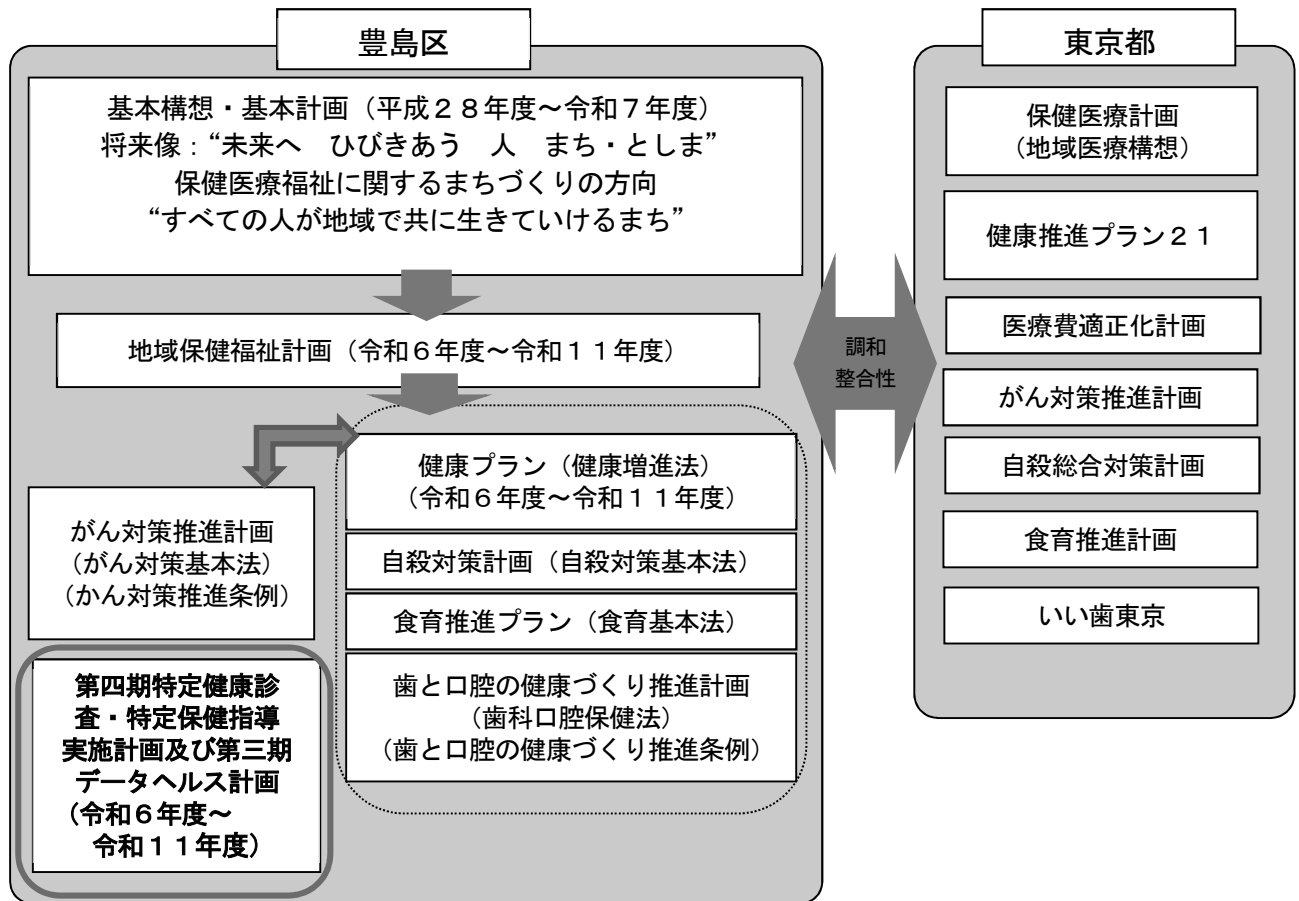 豊島区
基本構想・基本計画（平成２８年度～令和７年度）
将来像：“未来へ　ひびきあう　人　まち・としま”
保健医療福祉に関するまちづくりの方向
“すべての人が地域で共に生きていけるまち”
地域保健福祉計画（令和６年度～令和１１年度）
健康プラン（健康増進法）
（令和６年度～令和１１年度）
自殺対策計画（自殺対策基本法）
食育推進プラン（食育基本法）
歯と口腔の健康づくり推進計画
（歯科口腔保健法）
（歯と口腔の健康づくり推進条例）
がん対策推進計画
（がん対策基本法）
（かん対策推進条例）
第四期特定健康診
査・特定保健指導
実施計画及び第三期
データヘルス計画
（令和６年度～
令和１１年度）
調和
整合性
東京都
保健医療計画
（地域医療構想）
健康推進プラン２１
医療費適正化計画
がん対策推進計画
自殺総合対策計画
食育推進計画
いい歯東京